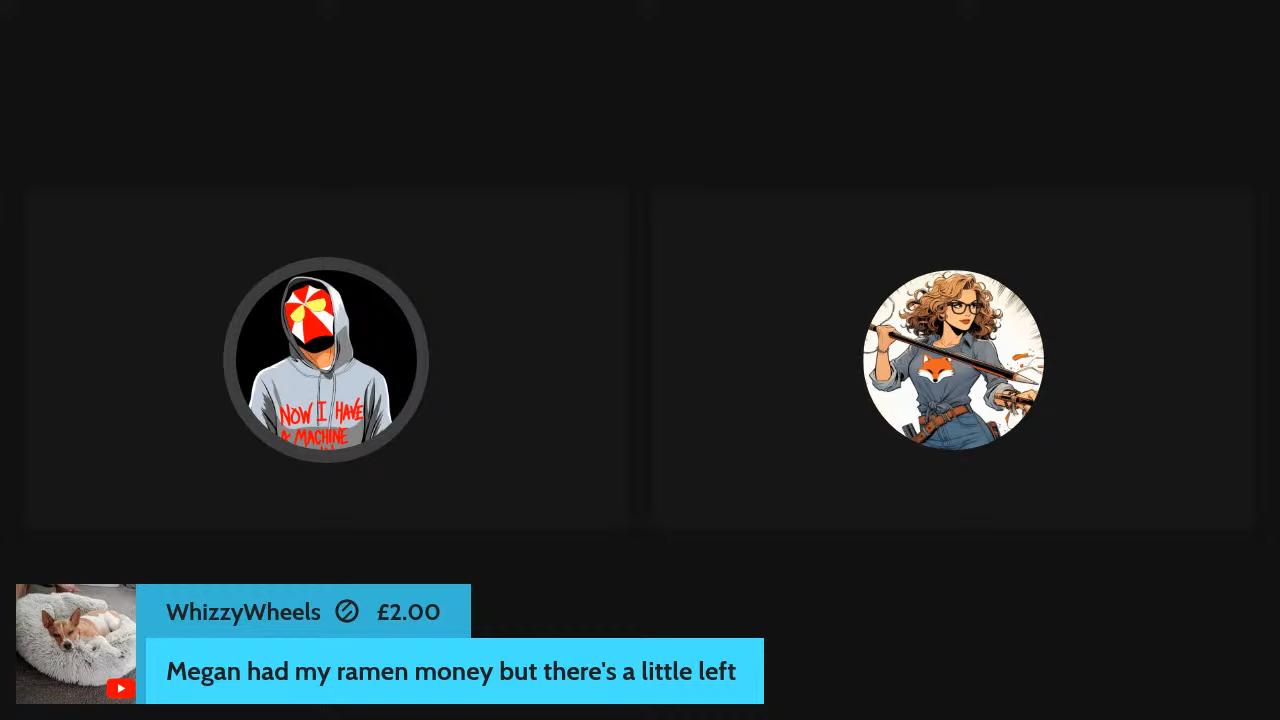 NOW I HAVE
A MACHINE
WhizzyWheels £2.00
Megan had my ramen money but there's a little left